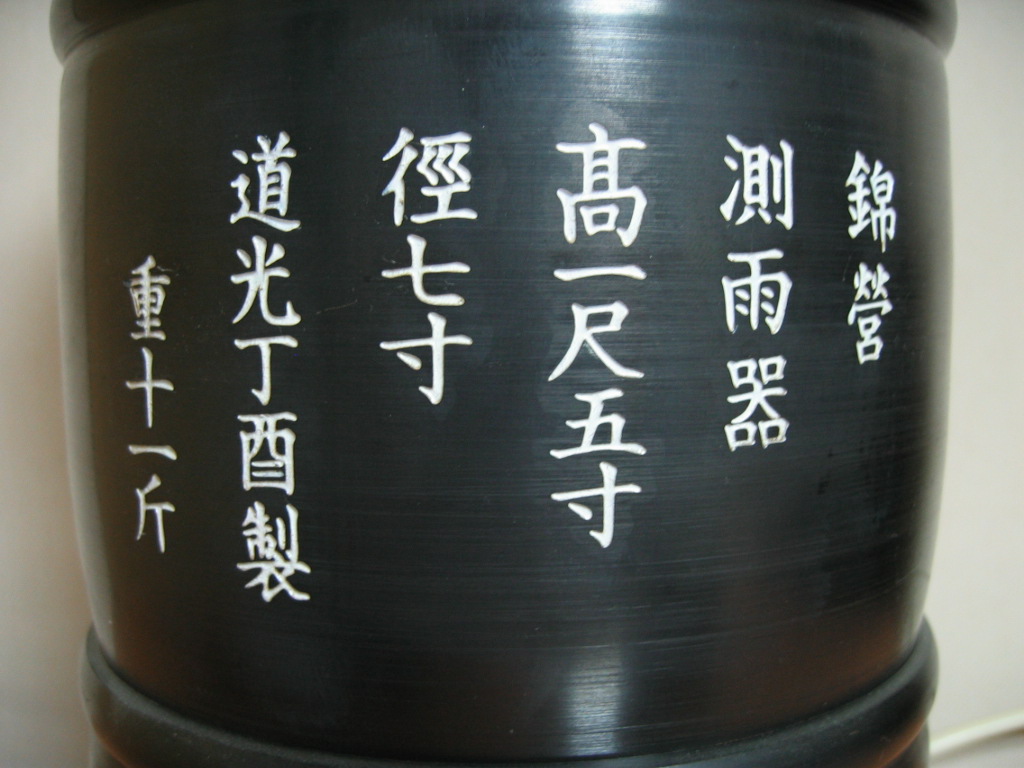 錦營
測雨器
髙一尺五寸
徑七寸
道光丁酉製
重十一斤